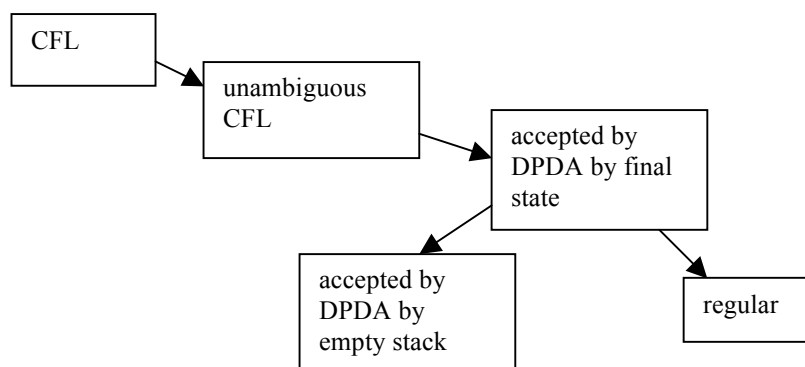 CFL
unambiguous
CFL
accepted by
DPDA by final
state
accepted by
DPDA by
empty stack
regular